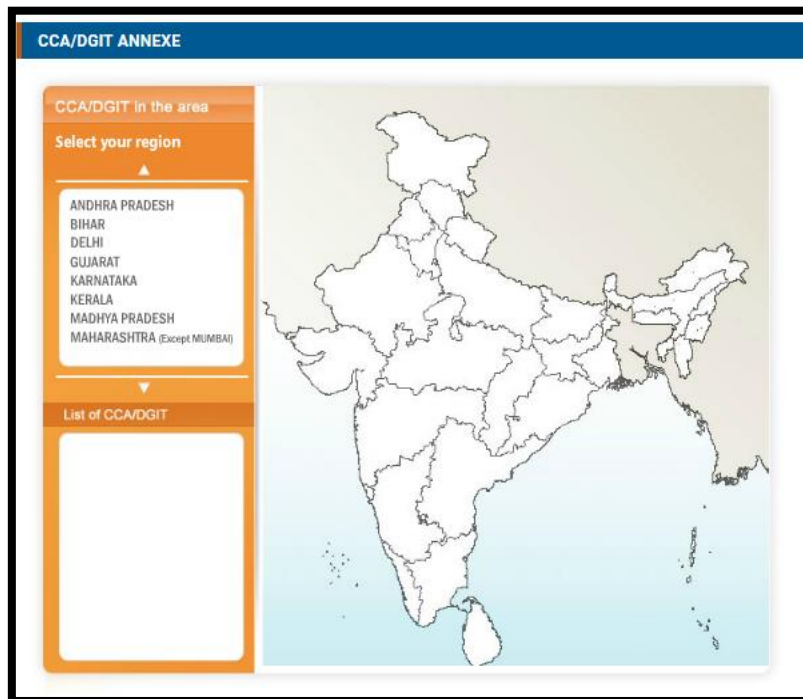 CCA/DGIT ANNEXE
CCA/DGIT in the area
Select your region
ANDHRA PRADESH
BIHAR
DELHI
GUJARAT
KARNATAKA
KERALA
MADHYA PRADESH
MAHARASHTRA (Except MUMBAI)
List of CCA/DGIT